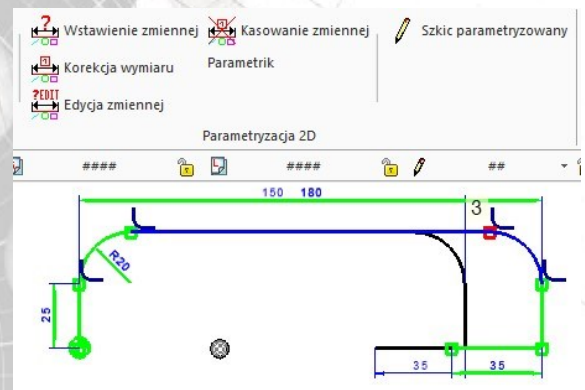 Wstawienie zmiennej Kasowanie zmiennej Szkic parametryzowany
Korekcja wymiaru Parametrik
?EDIT Edycja zmiennej
Parametryzacja 2D
#### #### ##
150 180
3
R20
25
35 35